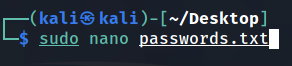 ┌──(kali㉿kali)-[~/Desktop]
└─$ sudo nano passwords.txt